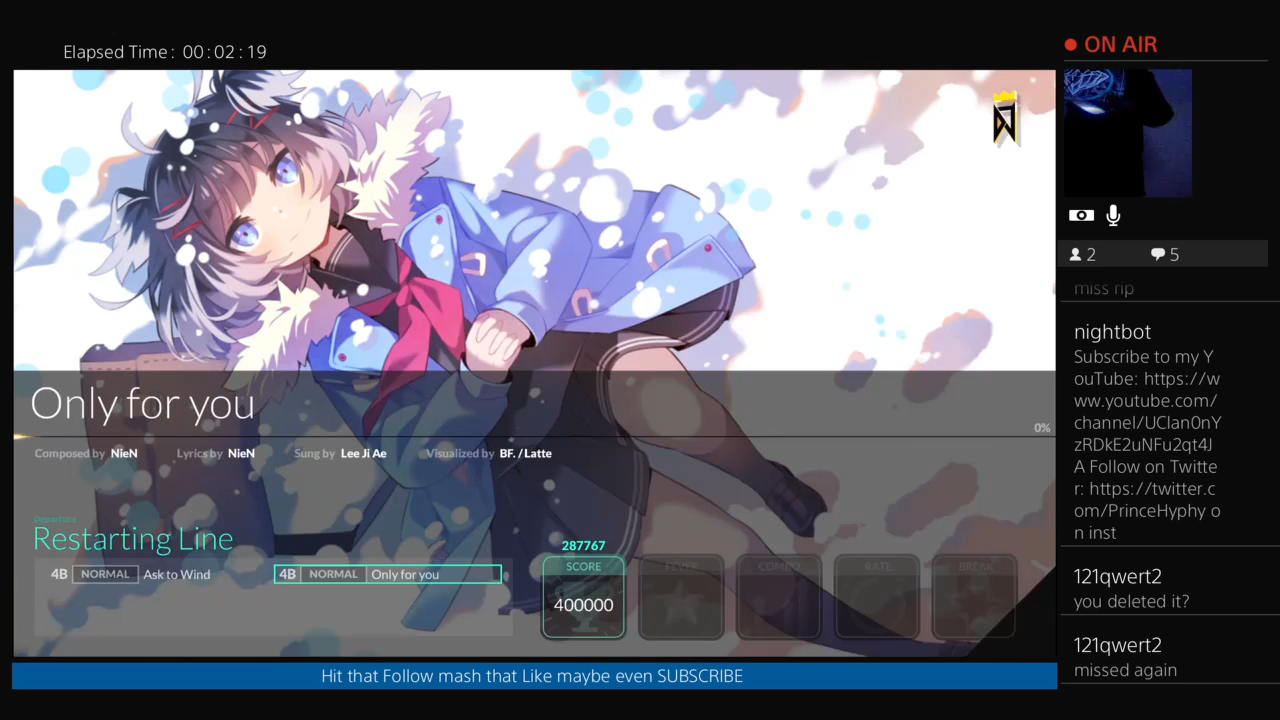 Elapsed Time: 00:02:19
ON AIR
2 5
miss rip
nightbot
Subscribe to my Y
ouTube: https://w
ww.youtube.com/
channel/UClan0nY
zRDkE2uNFu2qt4J
A Follow on Twitte
r: https://twitter.c
om/PrinceHyphy o
n inst
121qwert2
you deleted it?
121qwert2
missed again
Only for you
0%
Composed by NieN Lyrics by NieN Sung by Lee Ji Ae Visualized by BF. / Latte
Departure
Restarting Line
4B NORMAL Ask to Wind 4B NORMAL Only for you
287767
SCORE FEVER COMBO RATE BREAK
400000
Hit that Follow mash that Like maybe even SUBSCRIBE